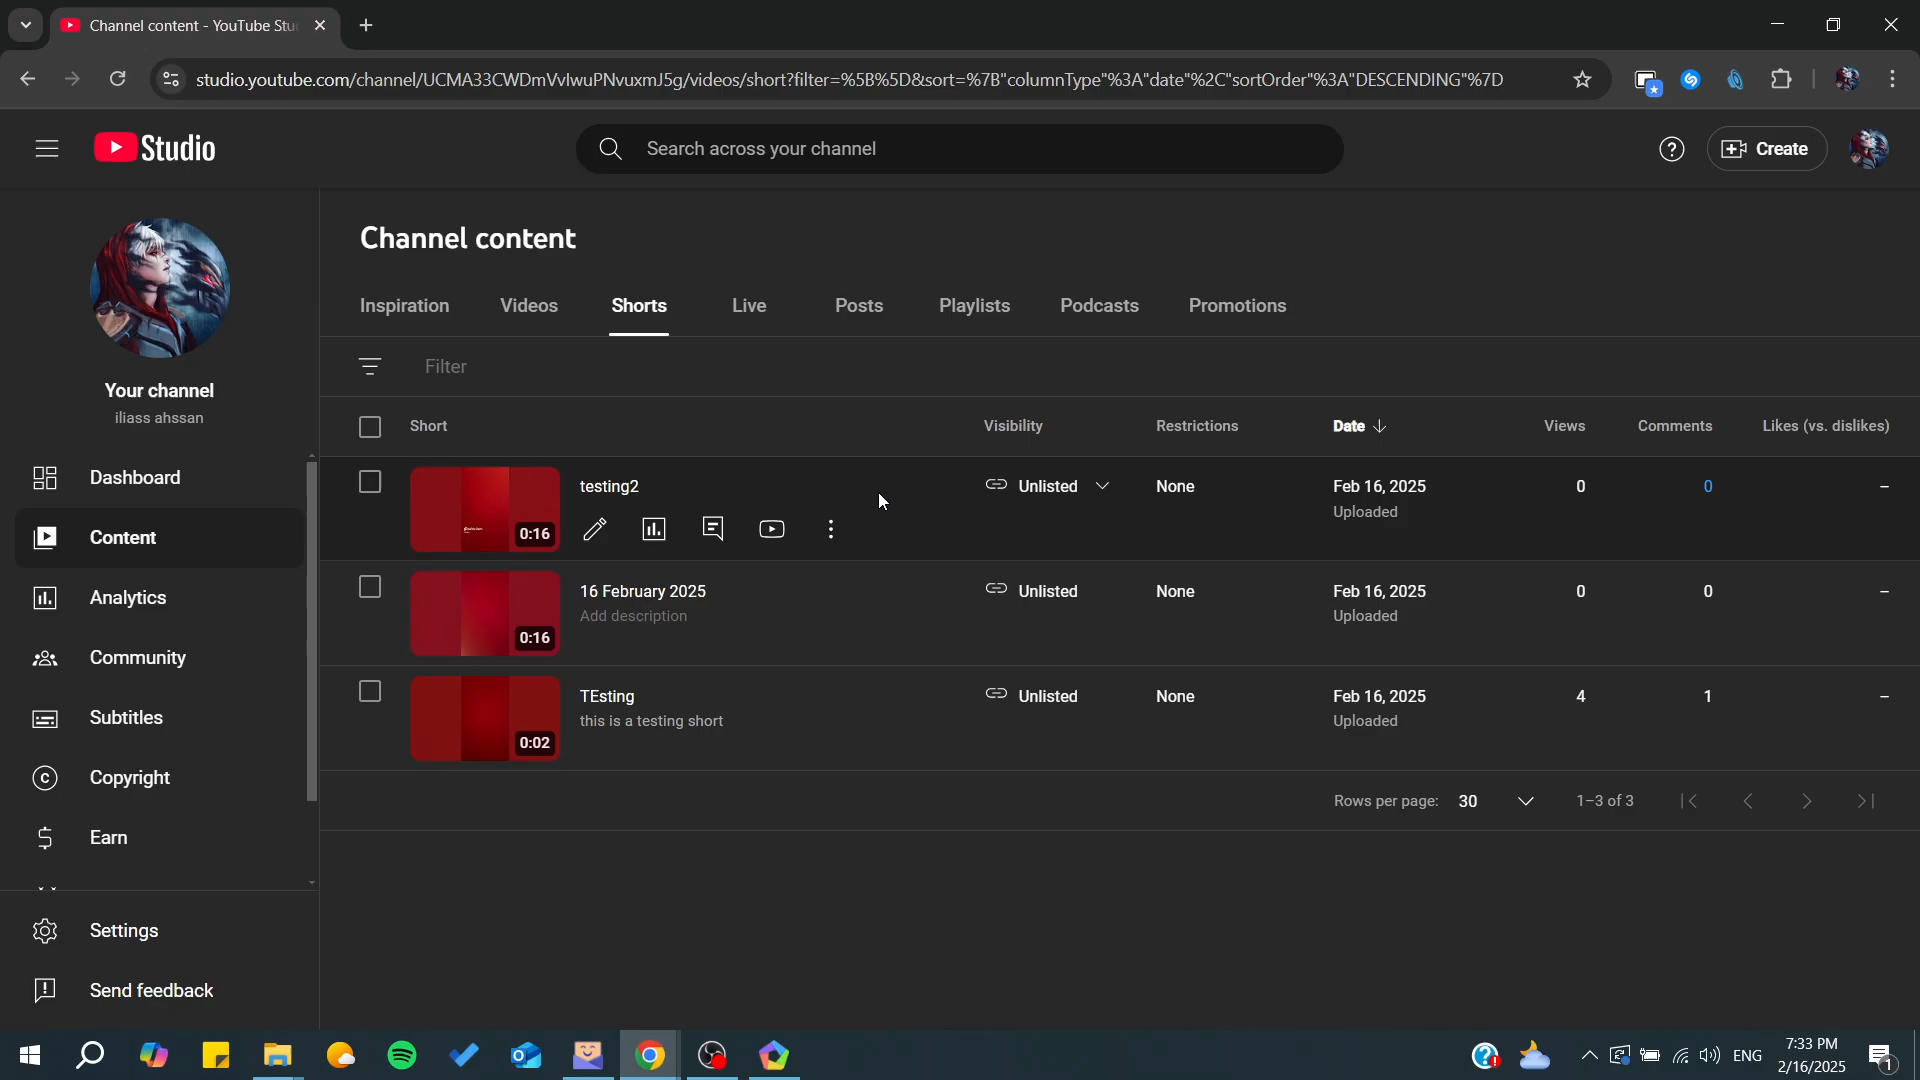 Channel content - YouTube Stu
studio.youtube.com/channel/UCMA33CWDmVvIwuPNvuxmJ5g/videos/short?filter=%5B%5D&sort=%7B"columnType"%3A"date"%2C"sortOrder"%3A"DESCENDING"%7D
Studio
Search across your channel
Create
Your channel
iliass ahssan
Dashboard
Content
Analytics
Community
Subtitles
Copyright
Earn
Settings
Send feedback
Channel content
Inspiration Videos Shorts Live Posts Playlists Podcasts Promotions
Filter
Short Visibility Restrictions Date Views Comments Likes (vs. dislikes)
0:16 testing2 Unlisted None Feb 16, 2025 0 0 –
Uploaded
0:16 16 February 2025 Unlisted None Feb 16, 2025 0 0 –
Add description Uploaded
0:02 TEsting Unlisted None Feb 16, 2025 4 1 –
this is a testing short Uploaded
Rows per page: 30 1–3 of 3
ENG
7:33 PM
2/16/2025
1